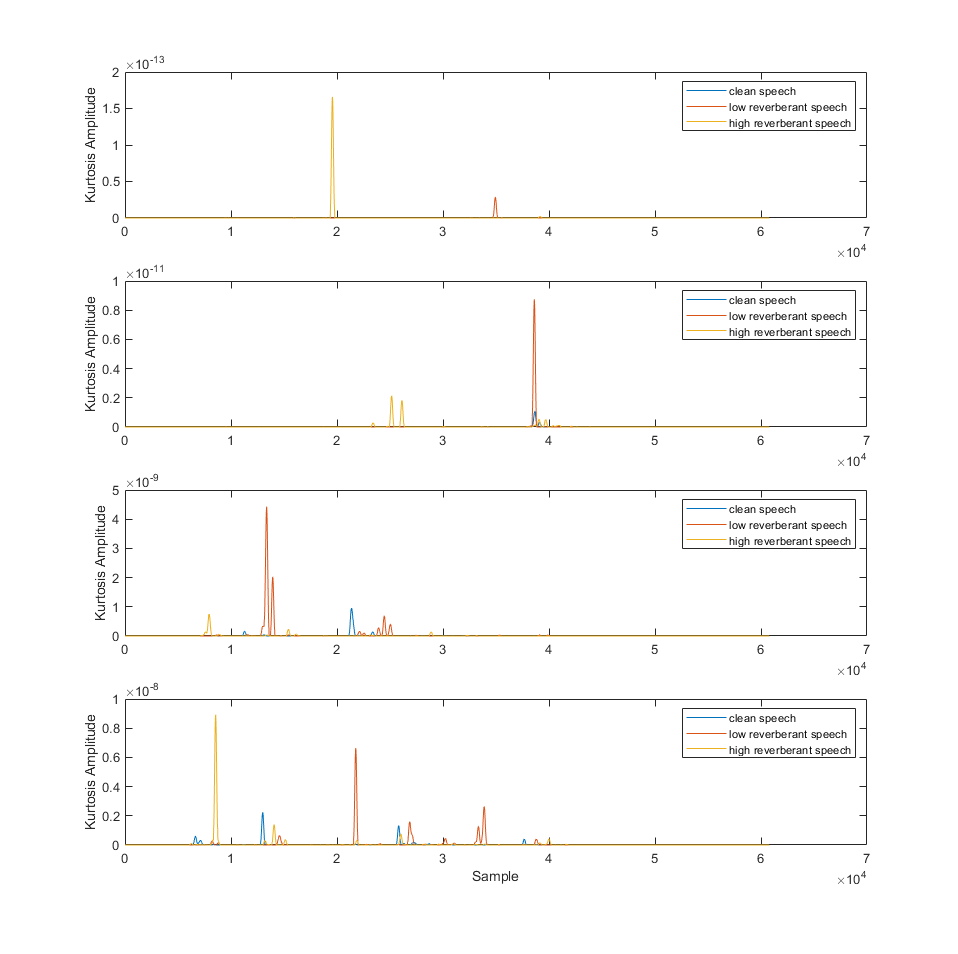 ×10-13
2
1.5
1
0.5
0
Kurtosis Amplitude
clean speech
low reverberant speech
high reverberant speech
0 1 2 3 4 5 6 7
×104
×10-11
1
0.8
0.6
0.4
0.2
0
Kurtosis Amplitude
clean speech
low reverberant speech
high reverberant speech
0 1 2 3 4 5 6 7
×104
×10-9
5
4
3
2
1
0
Kurtosis Amplitude
clean speech
low reverberant speech
high reverberant speech
0 1 2 3 4 5 6 7
×104
×10-8
1
0.8
0.6
0.4
0.2
0
Kurtosis Amplitude
clean speech
low reverberant speech
high reverberant speech
0 1 2 3 4 5 6 7
Sample
×104